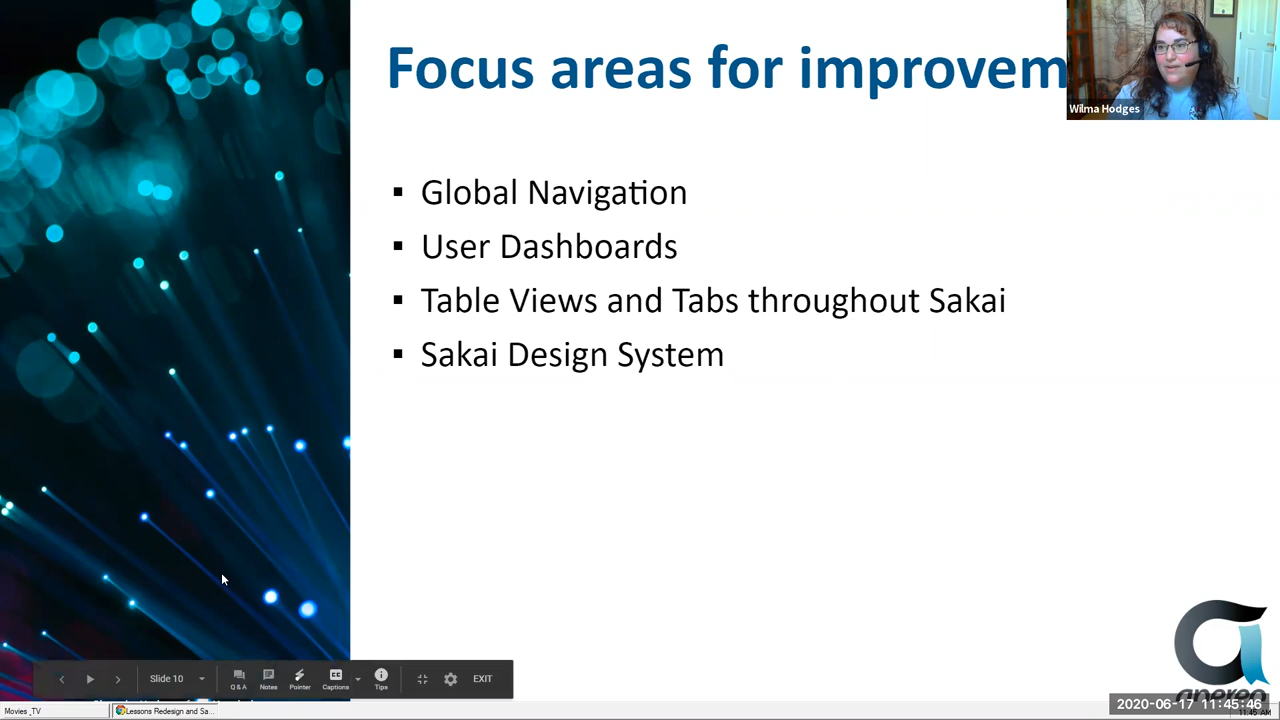 Focus areas for improvem
Wilma Hodges
▪ Global Navigation
▪ User Dashboards
▪ Table Views and Tabs throughout Sakai
▪ Sakai Design System
Slide 10
Q & A
Notes
Pointer
Captions
Tips
EXIT
2020-06-17 11:45:46
Movies_TV
Lessons Redesign and Sa...